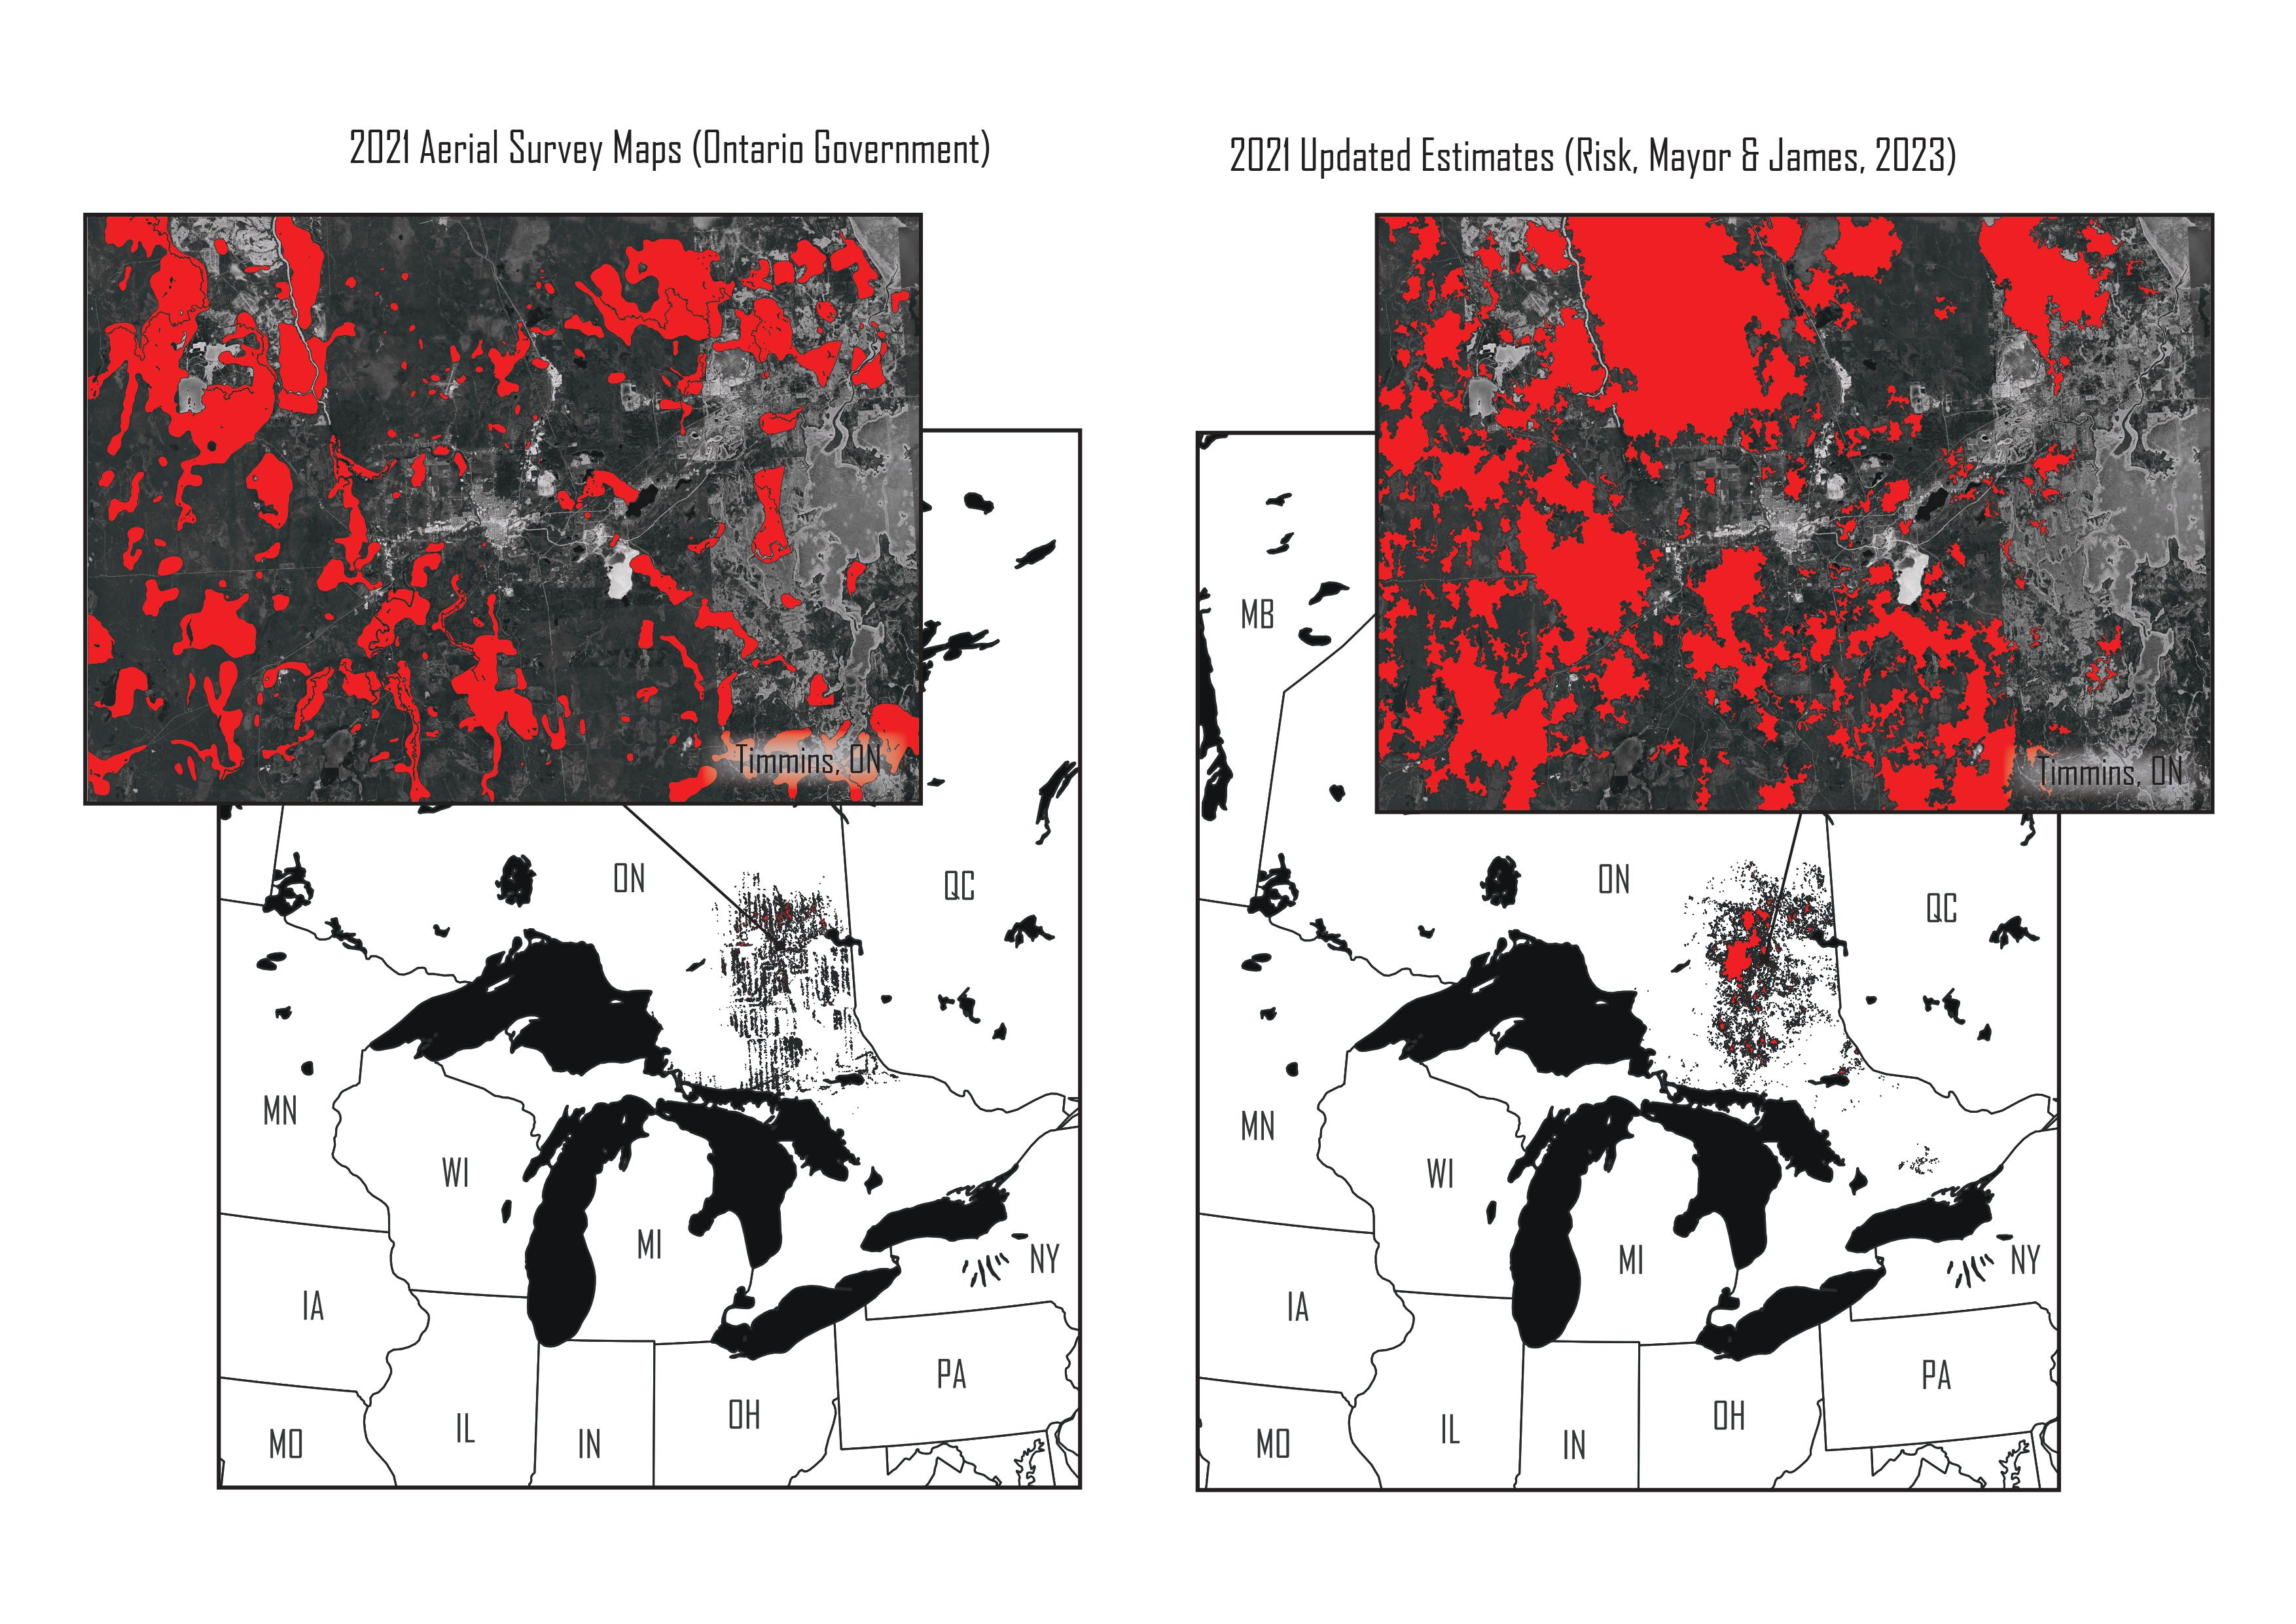 2021 Aerial Survey Maps (Ontario Government)
Timmins, ON
ON
QC
MN
WI
MI
NY
IA
PA
OH
IL
IN
MO
2021 Updated Estimates (Risk, Mayor & James, 2023)
Timmins, ON
MB
ON
QC
MN
WI
MI
NY
IA
PA
OH
IL
IN
MO